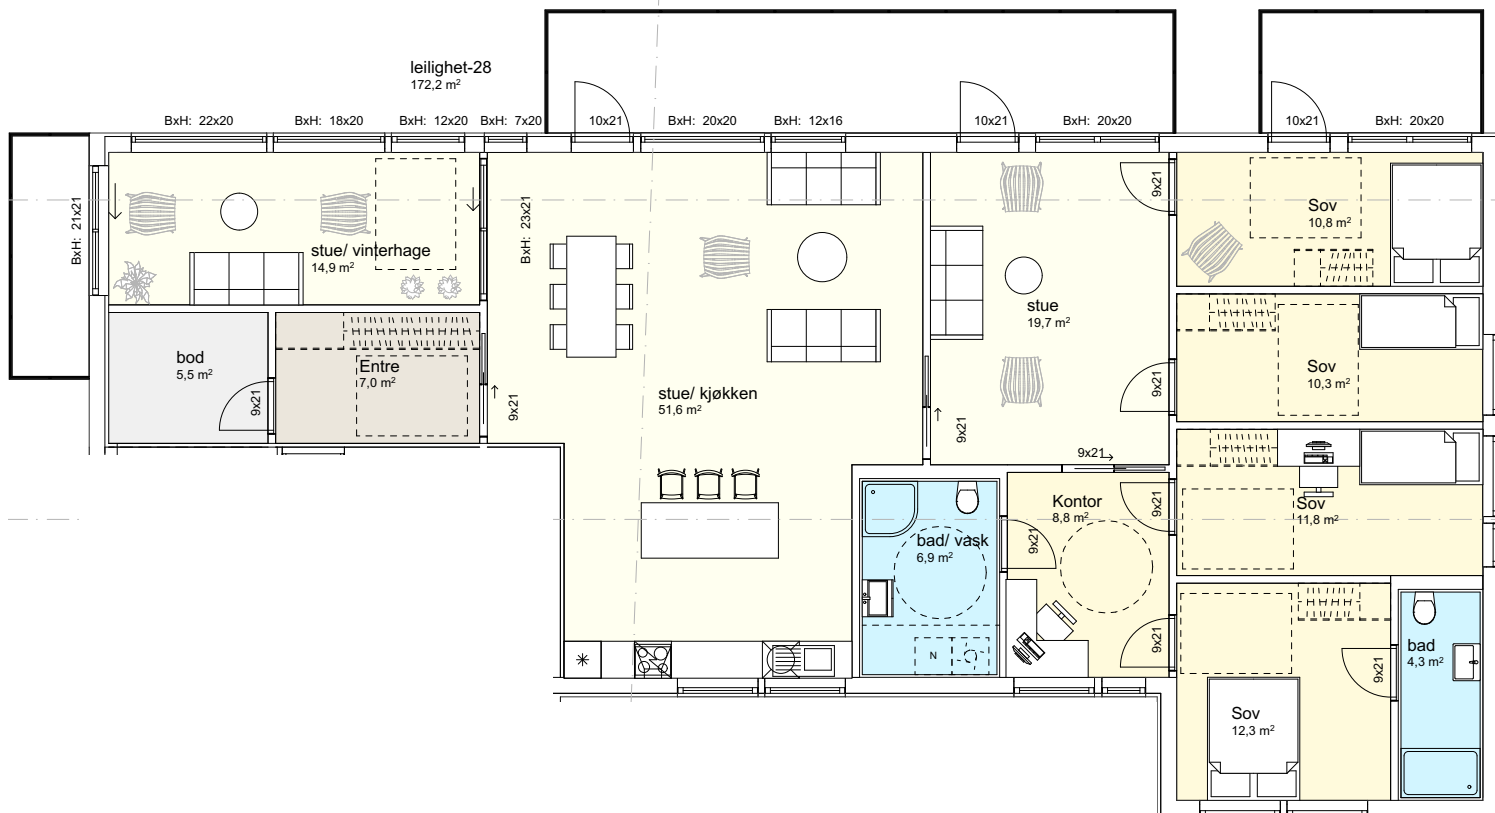 leilighet-28
172,2 m²
BxH: 22x20
BxH: 18x20
BxH: 12x20
BxH: 7x20
10x21
BxH: 20x20
BxH: 12x16
10x21
BxH: 20x20
10x21
BxH: 20x20
BxH: 21x21
stue/ vinterhage
14,9 m²
BxH: 23x21
9x21
Sov
10,8 m²
stue
19,7 m²
bod
5,5 m²
9x21
Entre
7,0 m²
9x21
stue/ kjøkken
51,6 m²
9x21
9x21
Sov
10,3 m²
9x21
Kontor
8,8 m²
9x21
9x21
Sov
11,8 m²
bad/ vask
6,9 m²
N
9x21
9x21
bad
4,3 m²
Sov
12,3 m²